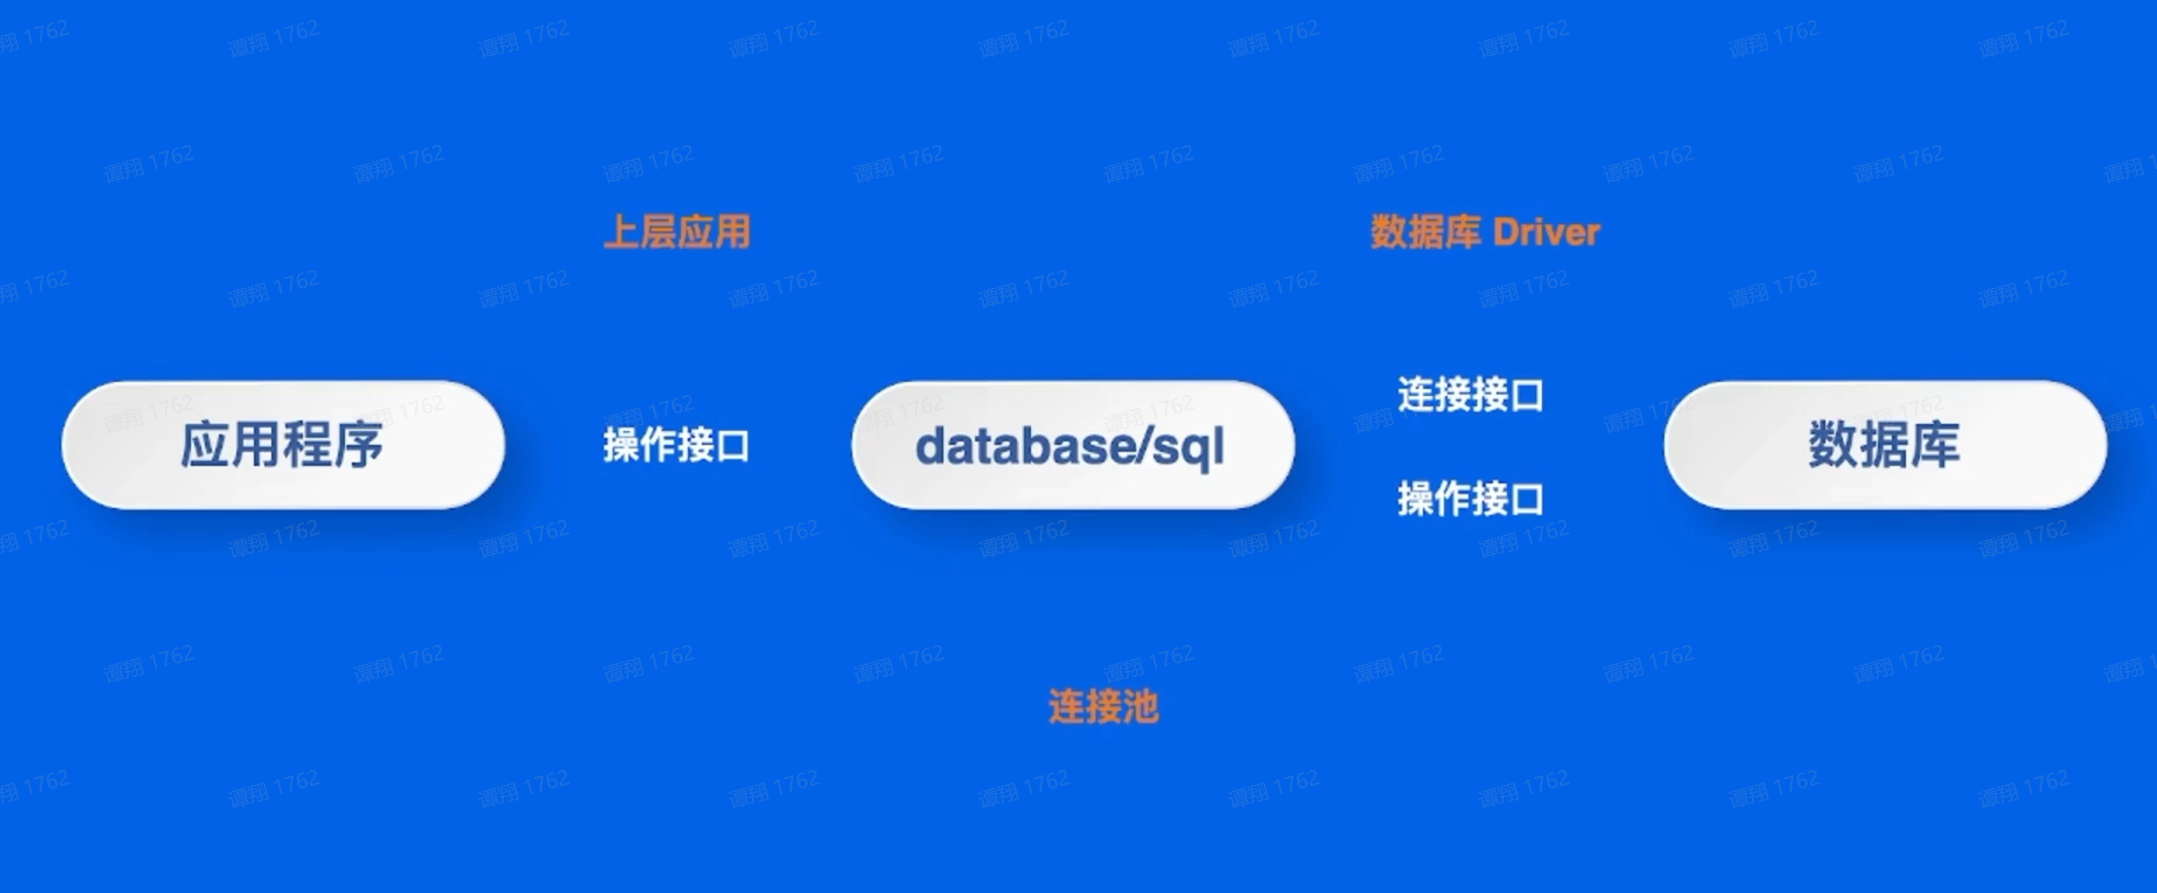 上层应用
数据库 Driver
应用程序
操作接口
database/sql
连接接口
操作接口
数据库
连接池
谭翔 1762